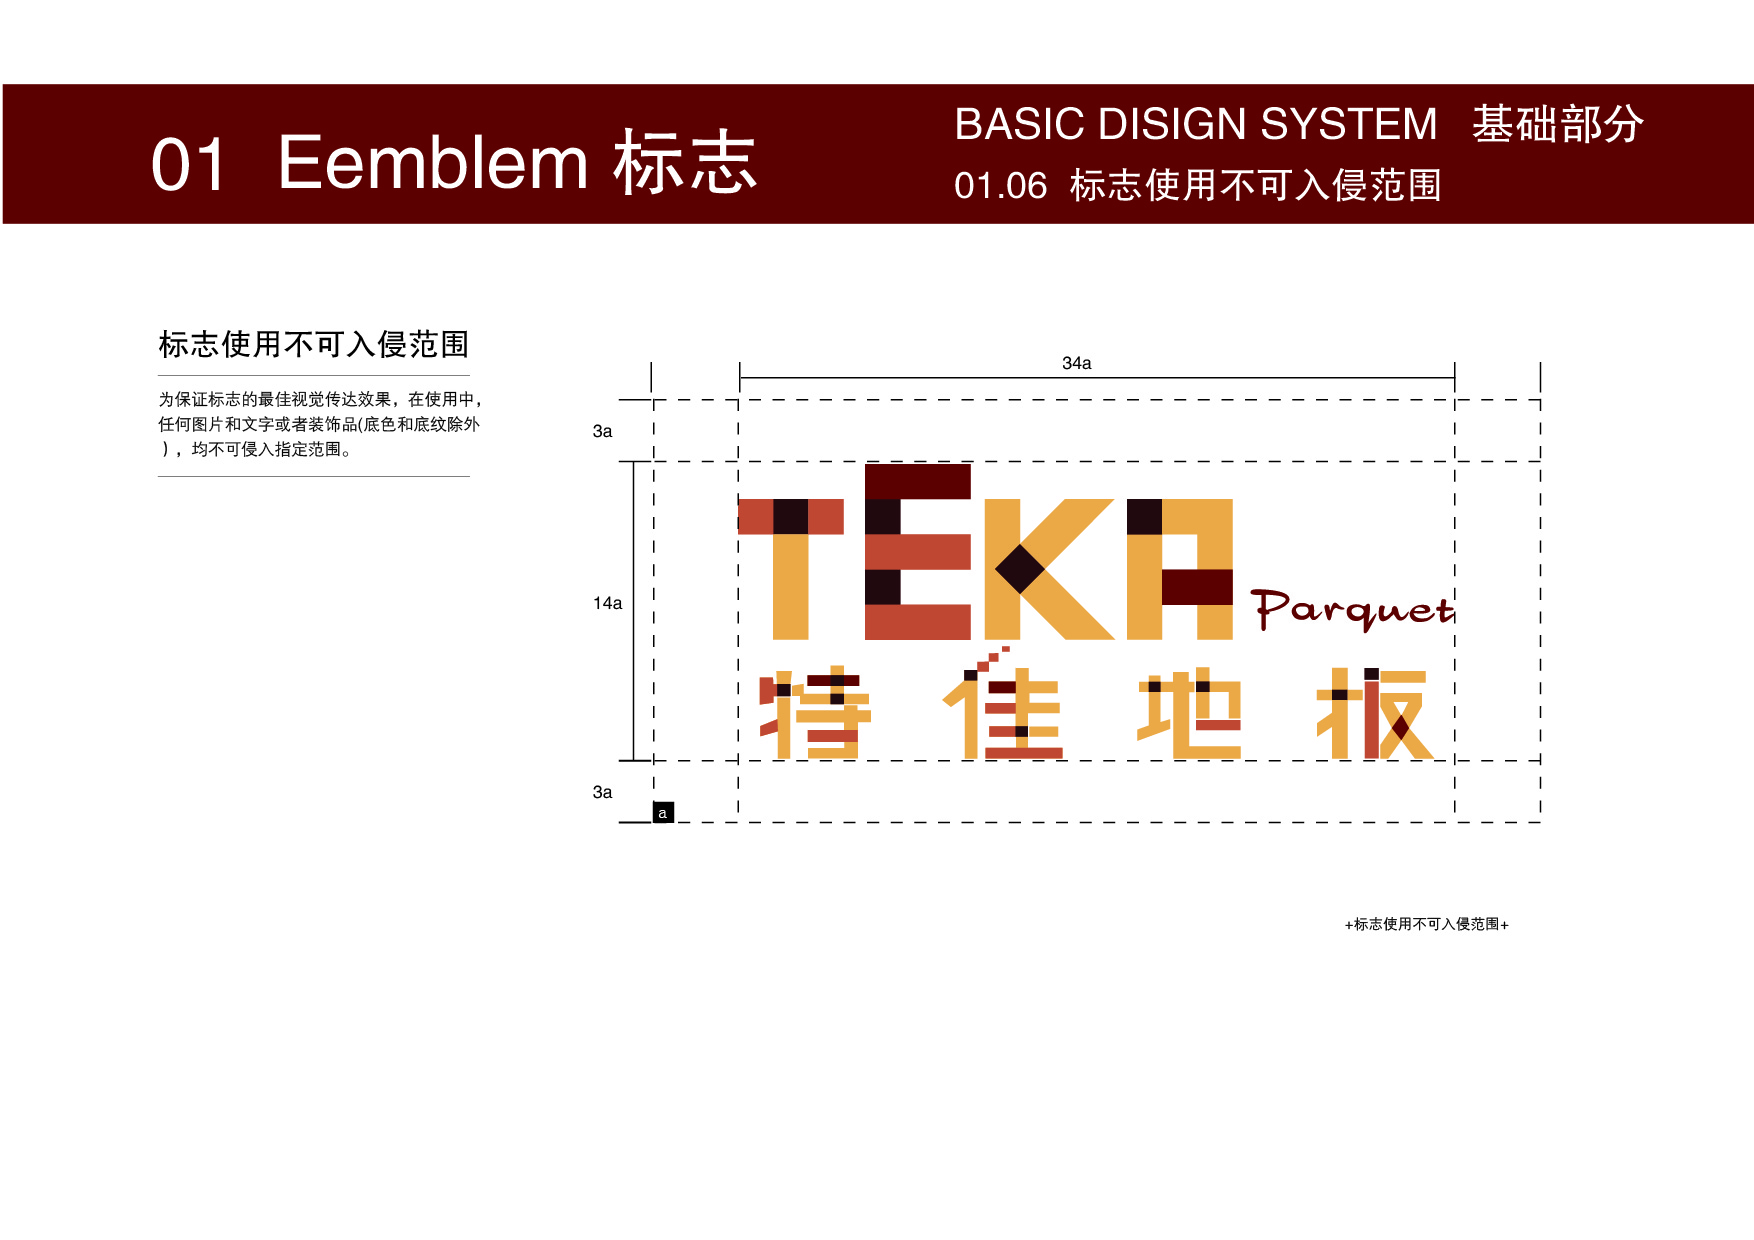 01 Eemblem 标志
BASIC DISIGN SYSTEM 基础部分
01.06 标志使用不可入侵范围
标志使用不可入侵范围
为保证标志的最佳视觉传达效果，在使用中，
任何图片和文字或者装饰品(底色和底纹除外
)，均不可侵入指定范围。
34a
3a
14a
3a
a
TEKA Parquet
特佳地板
+标志使用不可入侵范围+